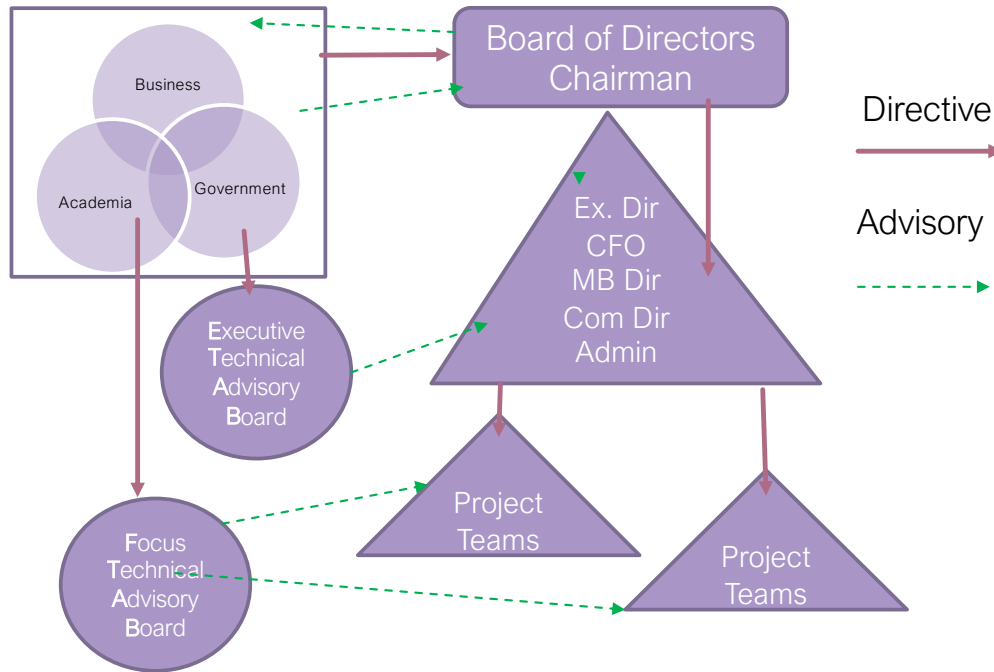 Business
Academia
Government
Board of Directors
Chairman
Directive
Advisory
Ex. Dir
CFO
MB Dir
Com Dir
Admin
Executive
Technical
Advisory
Board
Project
Teams
Focus
Technical
Advisory
Board
Project
Teams